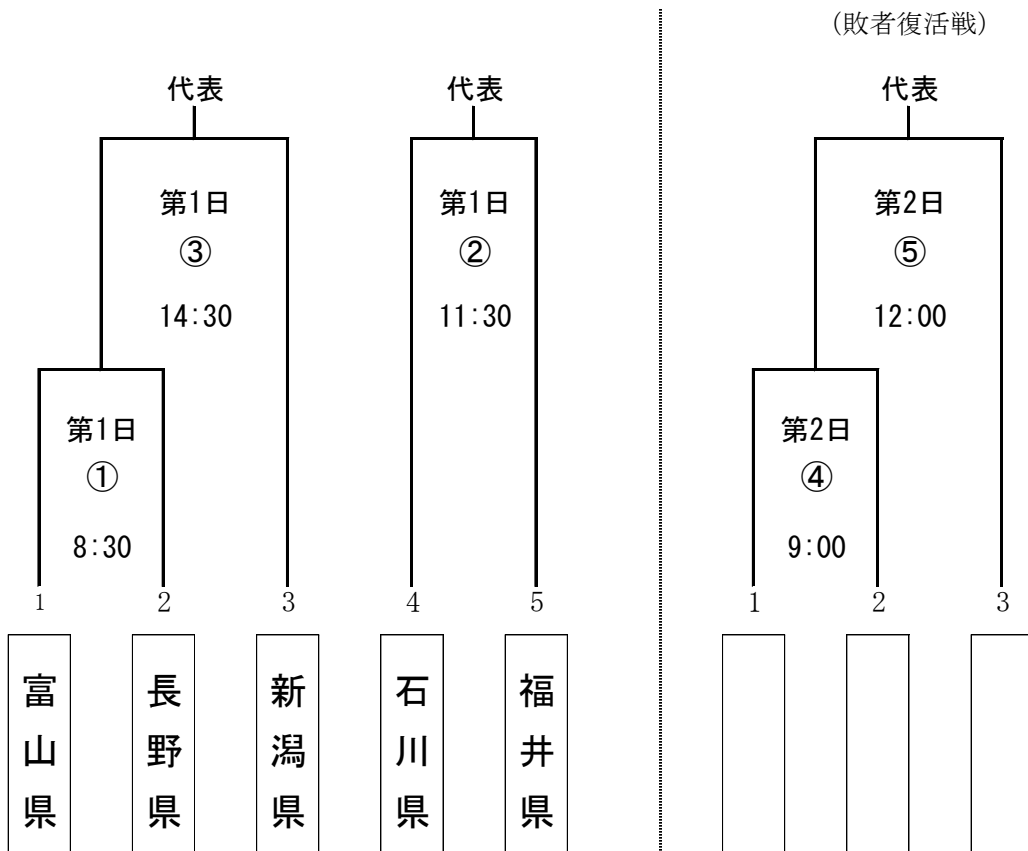 (敗者復活戦)
代表
代表
代表
第1日
③
14:30
第1日
②
11:30
第2日
⑤
12:00
第1日
①
8:30
第2日
④
9:00
1
2
3
4
5
1
2
3
富山県
長野県
新潟県
石川県
福井県